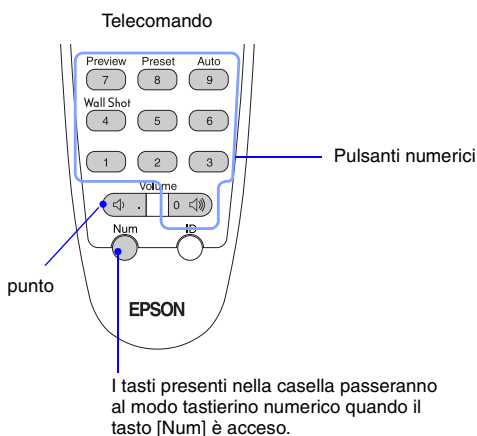 Telecomando
Preview Preset Auto
7 8 9
Wall Shot
4 5 6
1 2 3
Pulsanti numerici
Volume
. 0
Num ID
punto
EPSON
I tasti presenti nella casella passeranno
al modo tastierino numerico quando il
tasto [Num] è acceso.